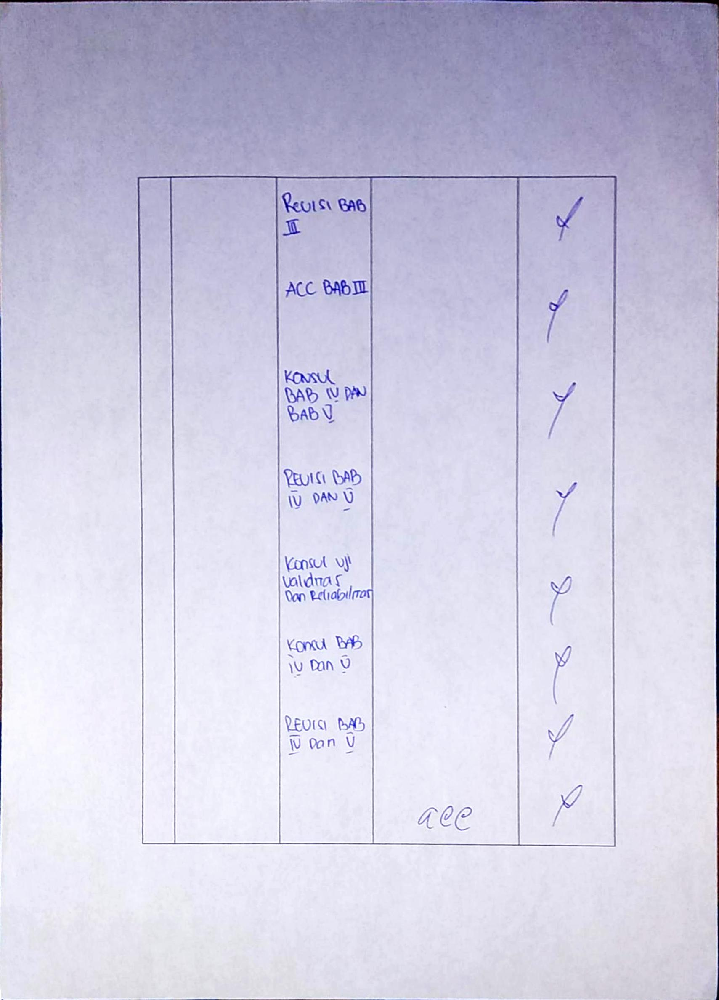 Revisi BAB
III
ACC BAB III
Konsul
BAB IV DAN
BAB V
REVISI BAB
IV DAN V
Konsul uji
validitas
Dan Reliabilitas
Konsul BAB
IV Dan V
REVISI BAB
IV Dan V
acc